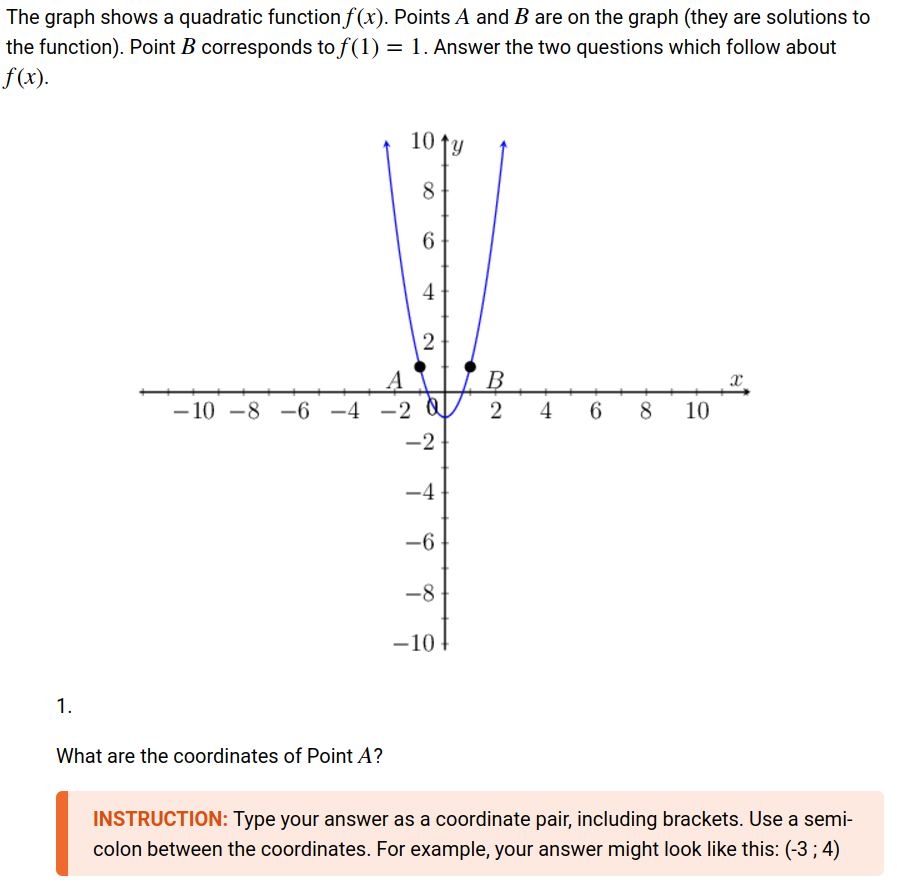 The graph shows a quadratic function f(x). Points A and B are on the graph (they are solutions to
the function). Point B corresponds to f(1) = 1. Answer the two questions which follow about
f(x).
10 y
8
6
4
2
A B x
−10 −8 −6 −4 −2 0 2 4 6 8 10
−2
−4
−6
−8
−10
1.
What are the coordinates of Point A?
INSTRUCTION: Type your answer as a coordinate pair, including brackets. Use a semi-
colon between the coordinates. For example, your answer might look like this: (-3 ; 4)